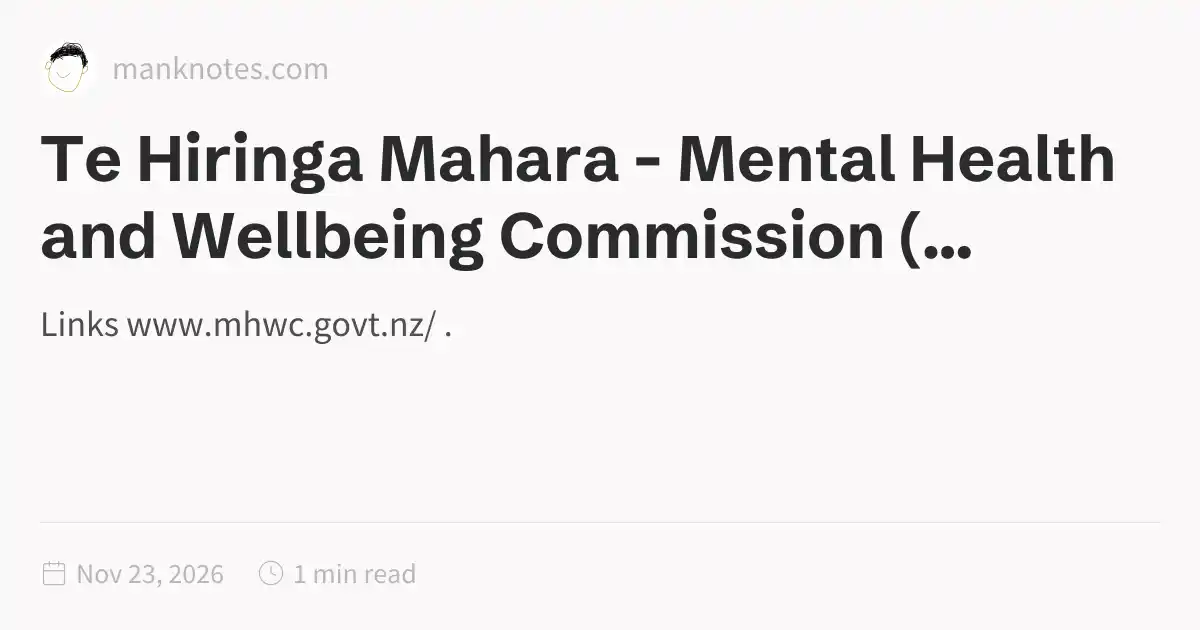 manknotes.com
Te Hiringa Mahara - Mental Health
and Wellbeing Commission (...
Links www.mhwc.govt.nz/ .
Nov 23, 2026 1 min read